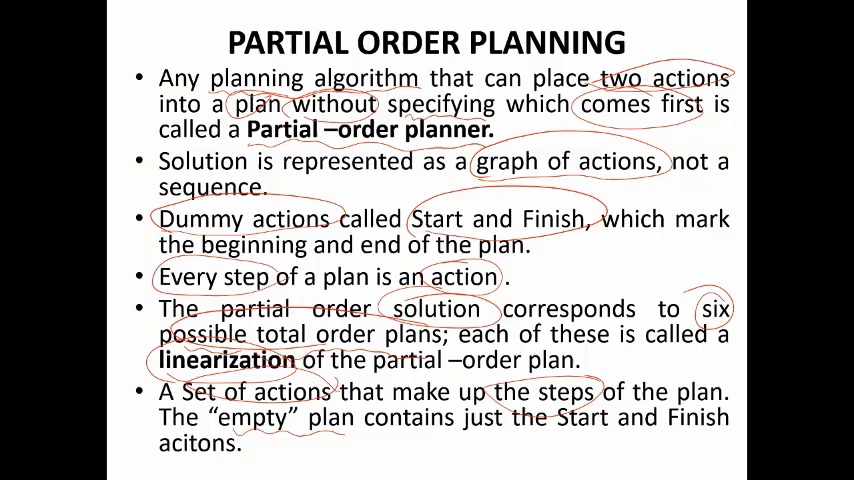 PARTIAL ORDER PLANNING
• Any planning algorithm that can place two actions
into a plan without specifying which comes first is
called a Partial –order planner.
• Solution is represented as a graph of actions, not a
sequence.
• Dummy actions called Start and Finish, which mark
the beginning and end of the plan.
• Every step of a plan is an action .
• The partial order solution corresponds to six
possible total order plans; each of these is called a
linearization of the partial –order plan.
• A Set of actions that make up the steps of the plan.
The “empty” plan contains just the Start and Finish
acitons.